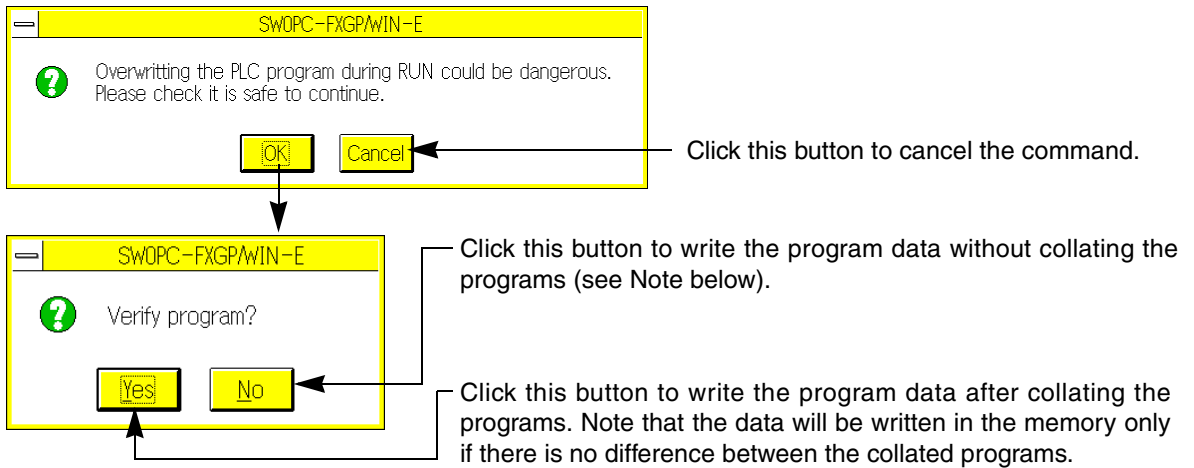 SW0PC-FXGP/WIN-E
Overwritting the PLC program during RUN could be dangerous.
Please check it is safe to continue.
OK
Cancel
Click this button to cancel the command.
SW0PC-FXGP/WIN-E
Click this button to write the program data without collating the
programs (see Note below).
Verify program?
Yes
No
Click this button to write the program data after collating the
programs. Note that the data will be written in the memory only
if there is no difference between the collated programs.